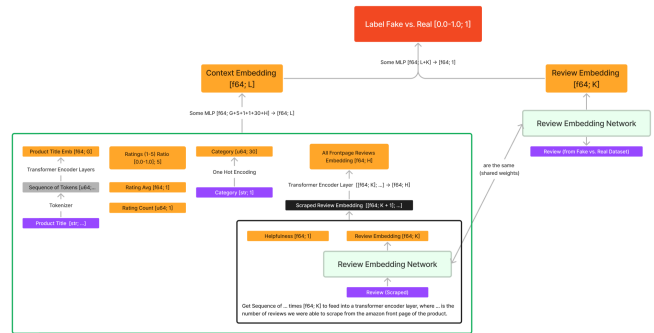 Label Fake vs. Real [0.0-1.0; 1]
Some MLP [f64; L+K] → [f64; 1]
Context Embedding
[f64; L]
Review Embedding
[f64; K]
Some MLP [f64; G+5+1+1+30+H] → [f64; L]
Review Embedding Network
Review (from Fake vs. Real Dataset)
are the same
(shared weights)
Product Title Emb [f64; G]
Transformer Encoder Layers
Sequence of Tokens [u64;...
Tokenizer
Product Title [str; ...]
Ratings (1-5) Ratio
[0.0-1.0; 5]
Rating Avg [f64; 1]
Rating Count [u64; 1]
Category [u64; 30]
One Hot Encoding
Category [str; 1]
All Frontpage Reviews
Embedding [f64; H]
Transformer Encoder Layer [[f64; K]; ...] → [f64; H]
Scraped Review Embedding [[f64; K + 1]; ...]
Helpfulness [f64; 1]
Review Embedding [f64; K]
Review Embedding Network
Review (Scraped)
Get Sequence of ... times [f64; K] to feed into a transformer encoder layer, where ... is the
number of reviews we were able to scrape from the amazon front page of the product.